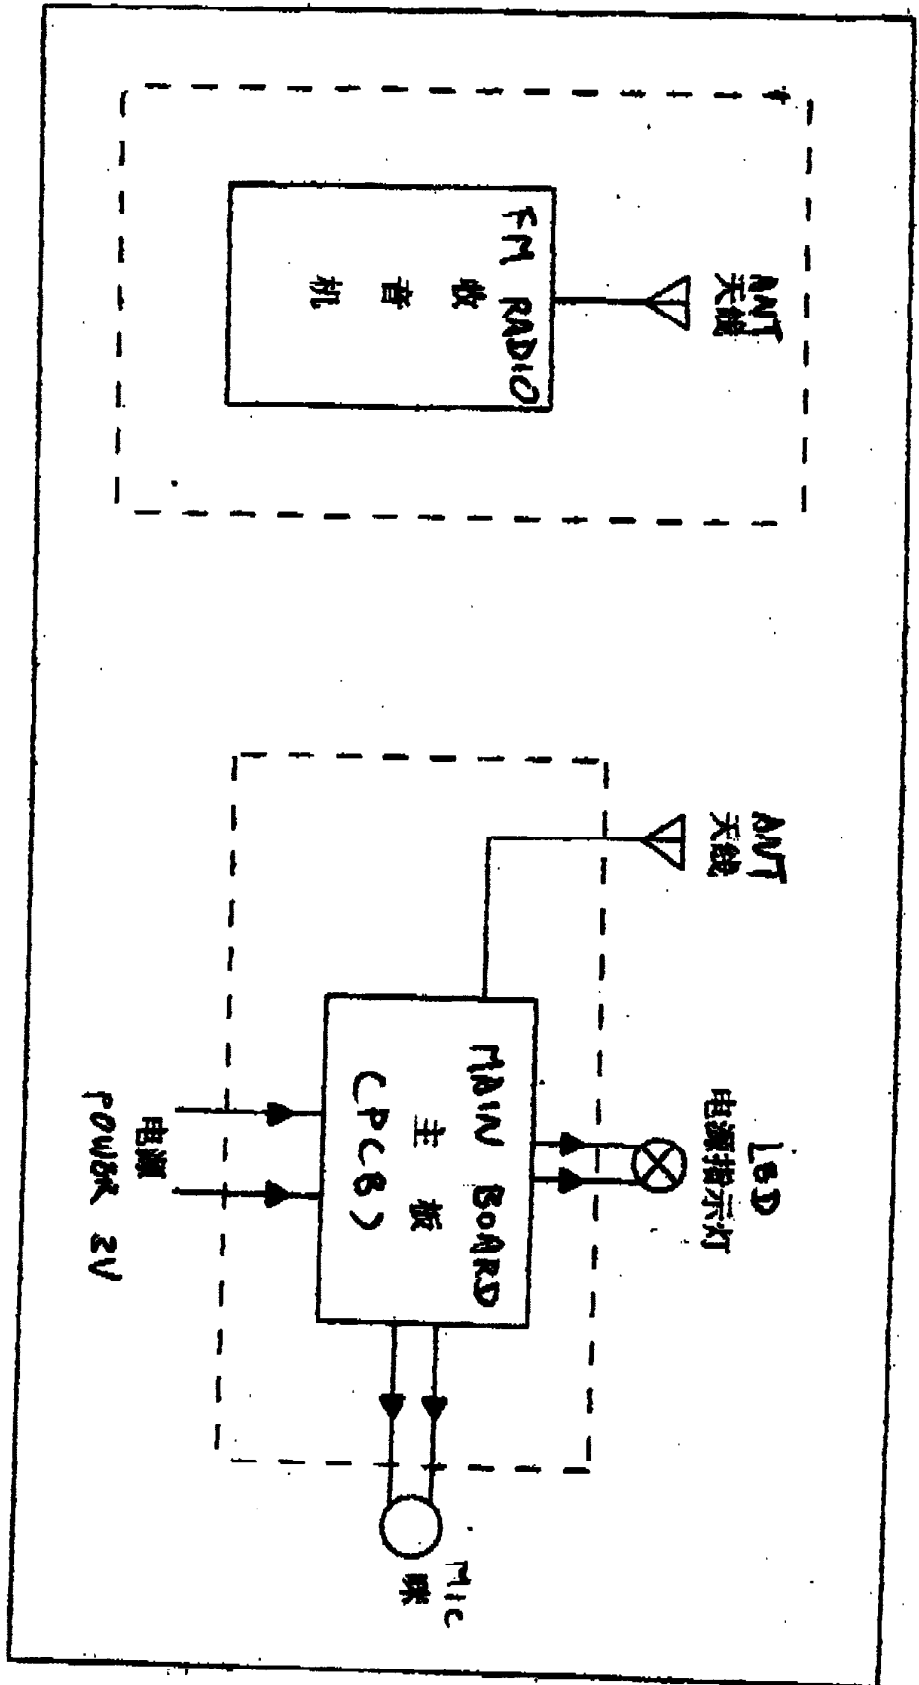 ANT
天线
FM RADIO
收音机
ANT
天线
LED
电源指示灯
MAIN BOARD
主板
(PCB)
电源
POWER 2V
MIC
咪